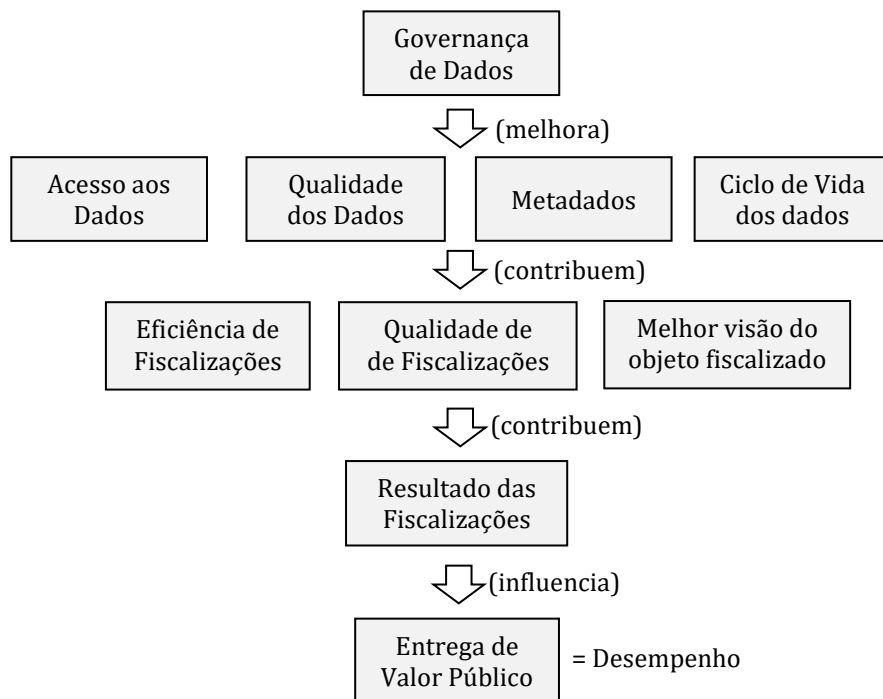 Governança
de Dados
(melhora)
Acesso aos
Dados
Qualidade
dos Dados
Metadados
Ciclo de Vida
dos dados
(contribuem)
Eficiência de
Fiscalizações
Qualidade de
de Fiscalizações
Melhor visão do
objeto fiscalizado
(contribuem)
Resultado das
Fiscalizações
(influencia)
Entrega de
Valor Público
= Desempenho